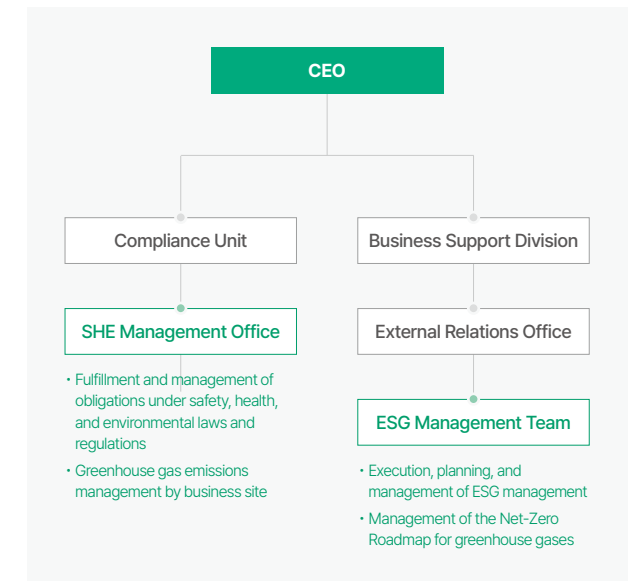 CEO
Compliance Unit
Business Support Division
SHE Management Office
External Relations Office
· Fulfillment and management of
obligations under safety, health,
and environmental laws and
regulations
· Greenhouse gas emissions
management by business site
ESG Management Team
· Execution, planning, and
management of ESG management
· Management of the Net-Zero
Roadmap for greenhouse gases